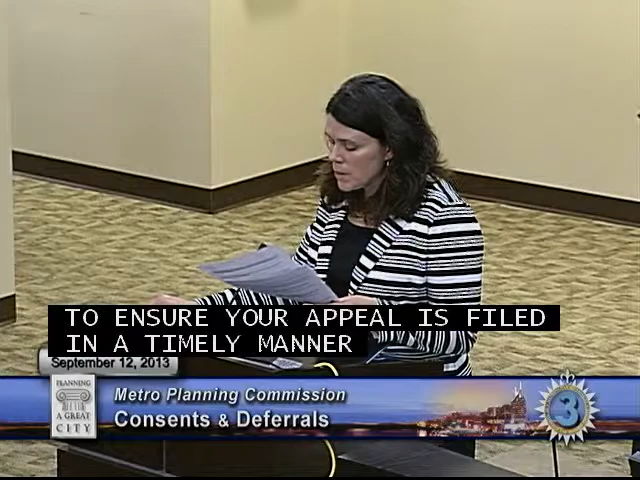 TO ENSURE YOUR APPEAL IS FILED
IN A TIMELY MANNER
September 12, 2013
PLANNING
A GREAT
CITY
Metro Planning Commission
Consents & Deferrals
3